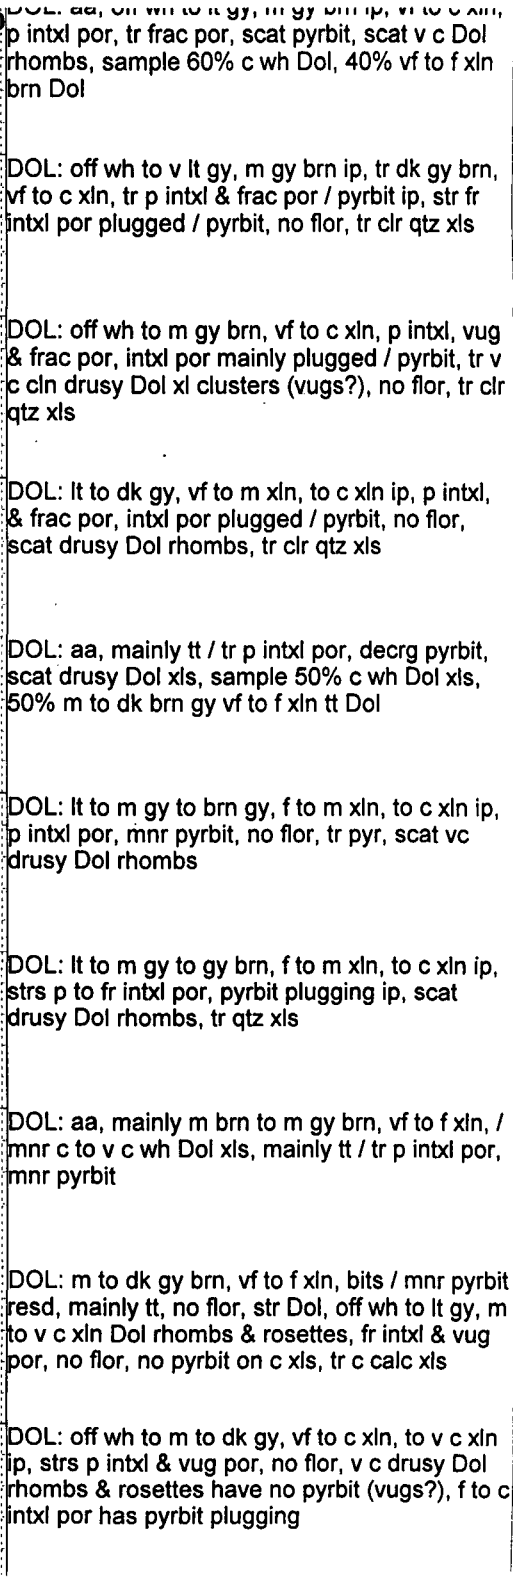 DOL: aa, off wh to lt gy, m gy brn ip, vf to c xln,
p intxl por, tr frac por, scat pyrbit, scat v c Dol
rhombs, sample 60% c wh Dol, 40% vf to f xln
brn Dol
DOL: off wh to v lt gy, m gy brn ip, tr dk gy brn,
vf to c xln, tr p intxl & frac por / pyrbit ip, str fr
intxl por plugged / pyrbit, no flor, tr clr qtz xls
DOL: off wh to m gy brn, vf to c xln, p intxl, vug
& frac por, intxl por mainly plugged / pyrbit, tr v
c cln drusy Dol xl clusters (vugs?), no flor, tr clr
qtz xls
DOL: lt to dk gy, vf to m xln, to c xln ip, p intxl,
& frac por, intxl por plugged / pyrbit, no flor,
scat drusy Dol rhombs, tr clr qtz xls
DOL: aa, mainly tt / tr p intxl por, decrg pyrbit,
scat drusy Dol xls, sample 50% c wh Dol xls,
50% m to dk brn gy vf to f xln tt Dol
DOL: lt to m gy to brn gy, f to m xln, to c xln ip,
p intxl por, mnr pyrbit, no flor, tr pyr, scat vc
drusy Dol rhombs
DOL: lt to m gy to gy brn, f to m xln, to c xln ip,
strs p to fr intxl por, pyrbit plugging ip, scat
drusy Dol rhombs, tr qtz xls
DOL: aa, mainly m brn to m gy brn, vf to f xln, /
mnr c to v c wh Dol xls, mainly tt / tr p intxl por,
mnr pyrbit
DOL: m to dk gy brn, vf to f xln, bits / mnr pyrbit
resd, mainly tt, no flor, str Dol, off wh to lt gy, m
to v c xln Dol rhombs & rosettes, fr intxl & vug
por, no flor, no pyrbit on c xls, tr c calc xls
DOL: off wh to m to dk gy, vf to c xln, to v c xln
ip, strs p intxl & vug por, no flor, v c drusy Dol
rhombs & rosettes have no pyrbit (vugs?), f to c
intxl por has pyrbit plugging